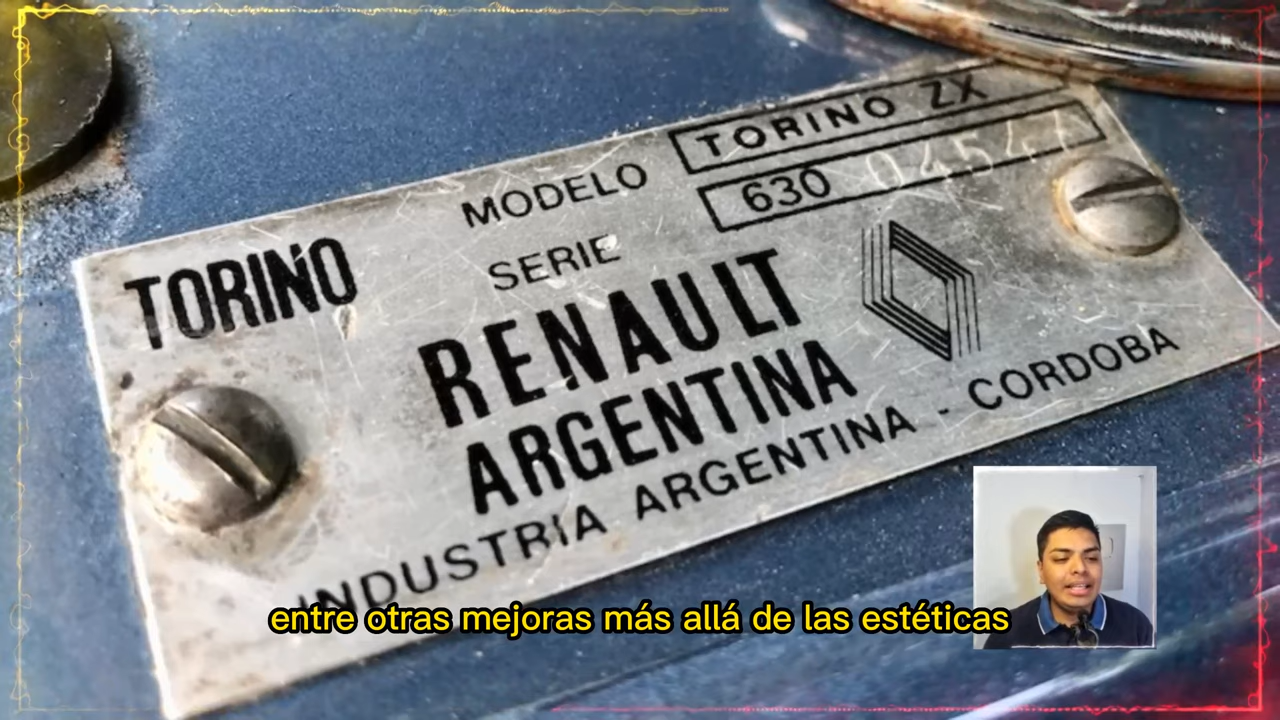 MODELO TORINO ZX
SERIE 630 04547
TORINO
RENAULT
ARGENTINA
INDUSTRIA ARGENTINA - CORDOBA
entre otras mejoras más allá de las estéticas